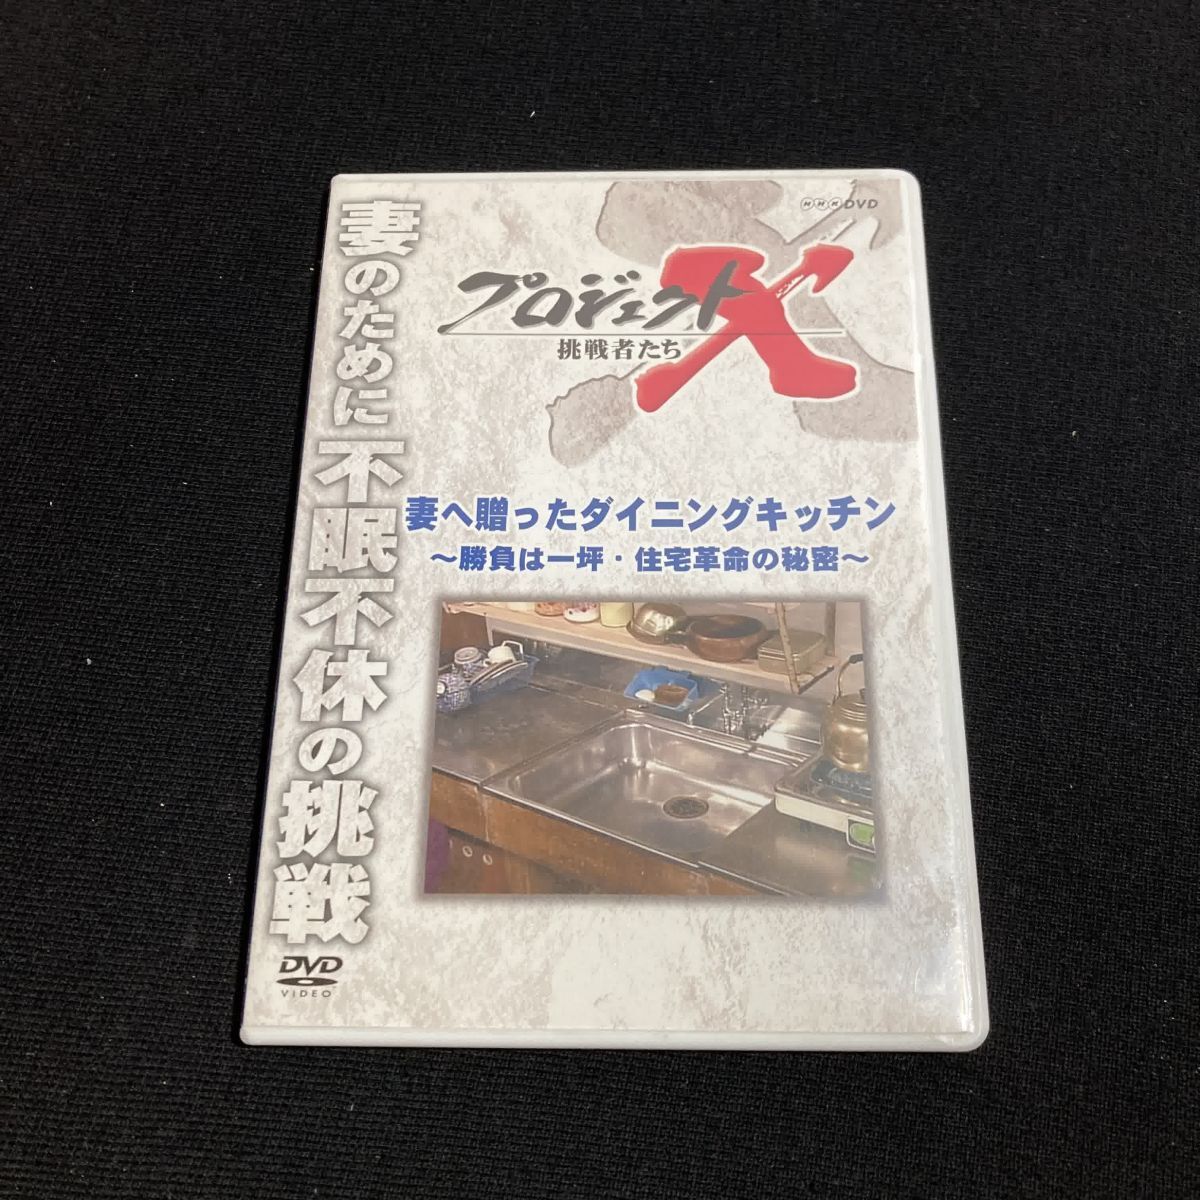 NHK DVD
プロジェクトX
挑戦者たち
妻のために不眠不休の挑戦
妻へ贈ったダイニングキッチン
～勝負は一坪・住宅革命の秘密～
DVD
VIDEO